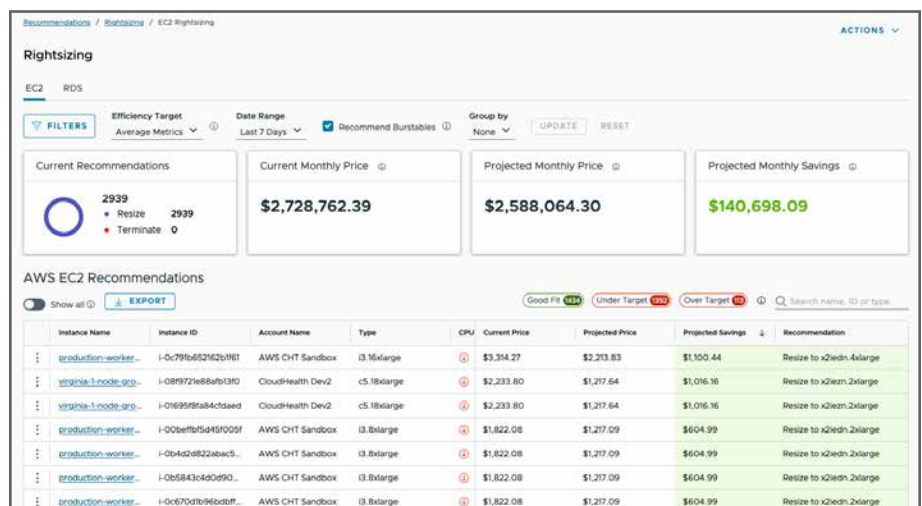 Recommendations / Rightsizing / EC2 Rightsizing
ACTIONS
Rightsizing
EC2 RDS
FILTERS Efficiency Target Average Metrics Date Range Last 7 Days Recommend Burstables Group by None UPDATE RESET
Current Recommendations
2939
Resize 2939
Terminate 0
Current Monthly Price
$2,728,762.39
Projected Monthly Price
$2,588,064.30
Projected Monthly Savings
$140,698.09
AWS EC2 Recommendations
Show all EXPORT Good Fit 1434 Under Target 1392 Over Target 113 Search name, ID or type
Instance Name Instance ID Account Name Type CPU Current Price Projected Price Projected Savings Recommendation
production-worker... i-0c791b652162b1f61 AWS CHT Sandbox i3.16xlarge $3,314.27 $2,213.83 $1,100.44 Resize to x2iedn.4xlarge
virginia-1-node-gro... i-08f9721e88afb13f0 CloudHealth Dev2 c5.18xlarge $2,233.80 $1,217.64 $1,016.16 Resize to x2iezn.2xlarge
virginia-1-node-gro... i-01695f8fa84cfdaed CloudHealth Dev2 c5.18xlarge $2,233.80 $1,217.64 $1,016.16 Resize to x2iezn.2xlarge
production-worker... i-00beffbf5d45f005f AWS CHT Sandbox i3.8xlarge $1,822.08 $1,217.09 $604.99 Resize to x2iedn.2xlarge
production-worker... i-0b4d2d822abac5... AWS CHT Sandbox i3.8xlarge $1,822.08 $1,217.09 $604.99 Resize to x2iedn.2xlarge
production-worker... i-0b5843c4d0d90... AWS CHT Sandbox i3.8xlarge $1,822.08 $1,217.09 $604.99 Resize to x2iedn.2xlarge
production-worker... i-0c670d1b96bdbff... AWS CHT Sandbox i3.8xlarge $1,822.08 $1,217.09 $604.99 Resize to x2iedn.2xlarge